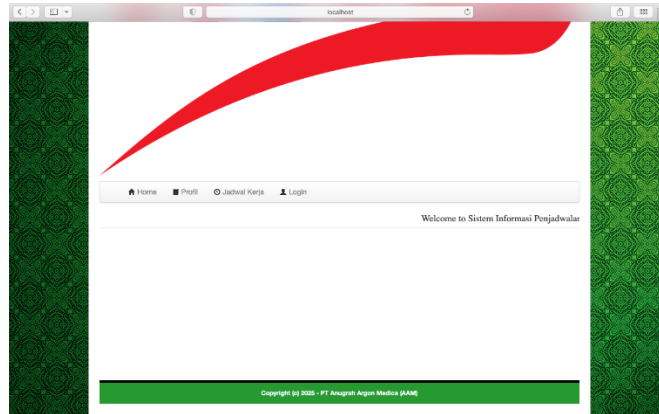 localhost
Home Profil Jadwal Kerja Login
Welcome to Sistem Informasi Penjadwalan
Copyright (c) 2025 - PT Anugrah Argon Medica (AAM)